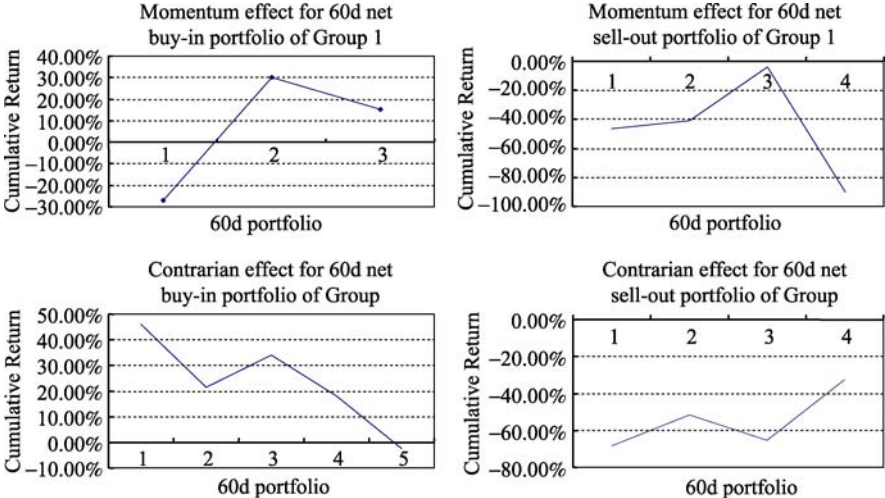 Momentum effect for 60d net
buy-in portfolio of Group 1
Cumulative Return
40.00%
30.00%
20.00%
10.00%
0.00%
−10.00%
−20.00%
−30.00%
1
2
3
60d portfolio
Momentum effect for 60d net
sell-out portfolio of Group 1
Cumulative Return
0.00%
−20.00%
−40.00%
−60.00%
−80.00%
−100.00%
1
2
3
4
60d portfolio
Contrarian effect for 60d net
buy-in portfolio of Group
Cumulative Return
50.00%
40.00%
30.00%
20.00%
10.00%
0.00%
−10.00%
1
2
3
4
5
60d portfolio
Contrarian effect for 60d net
sell-out portfolio of Group
Cumulative Return
0.00%
−20.00%
−40.00%
−60.00%
−80.00%
1
2
3
4
60d portfolio